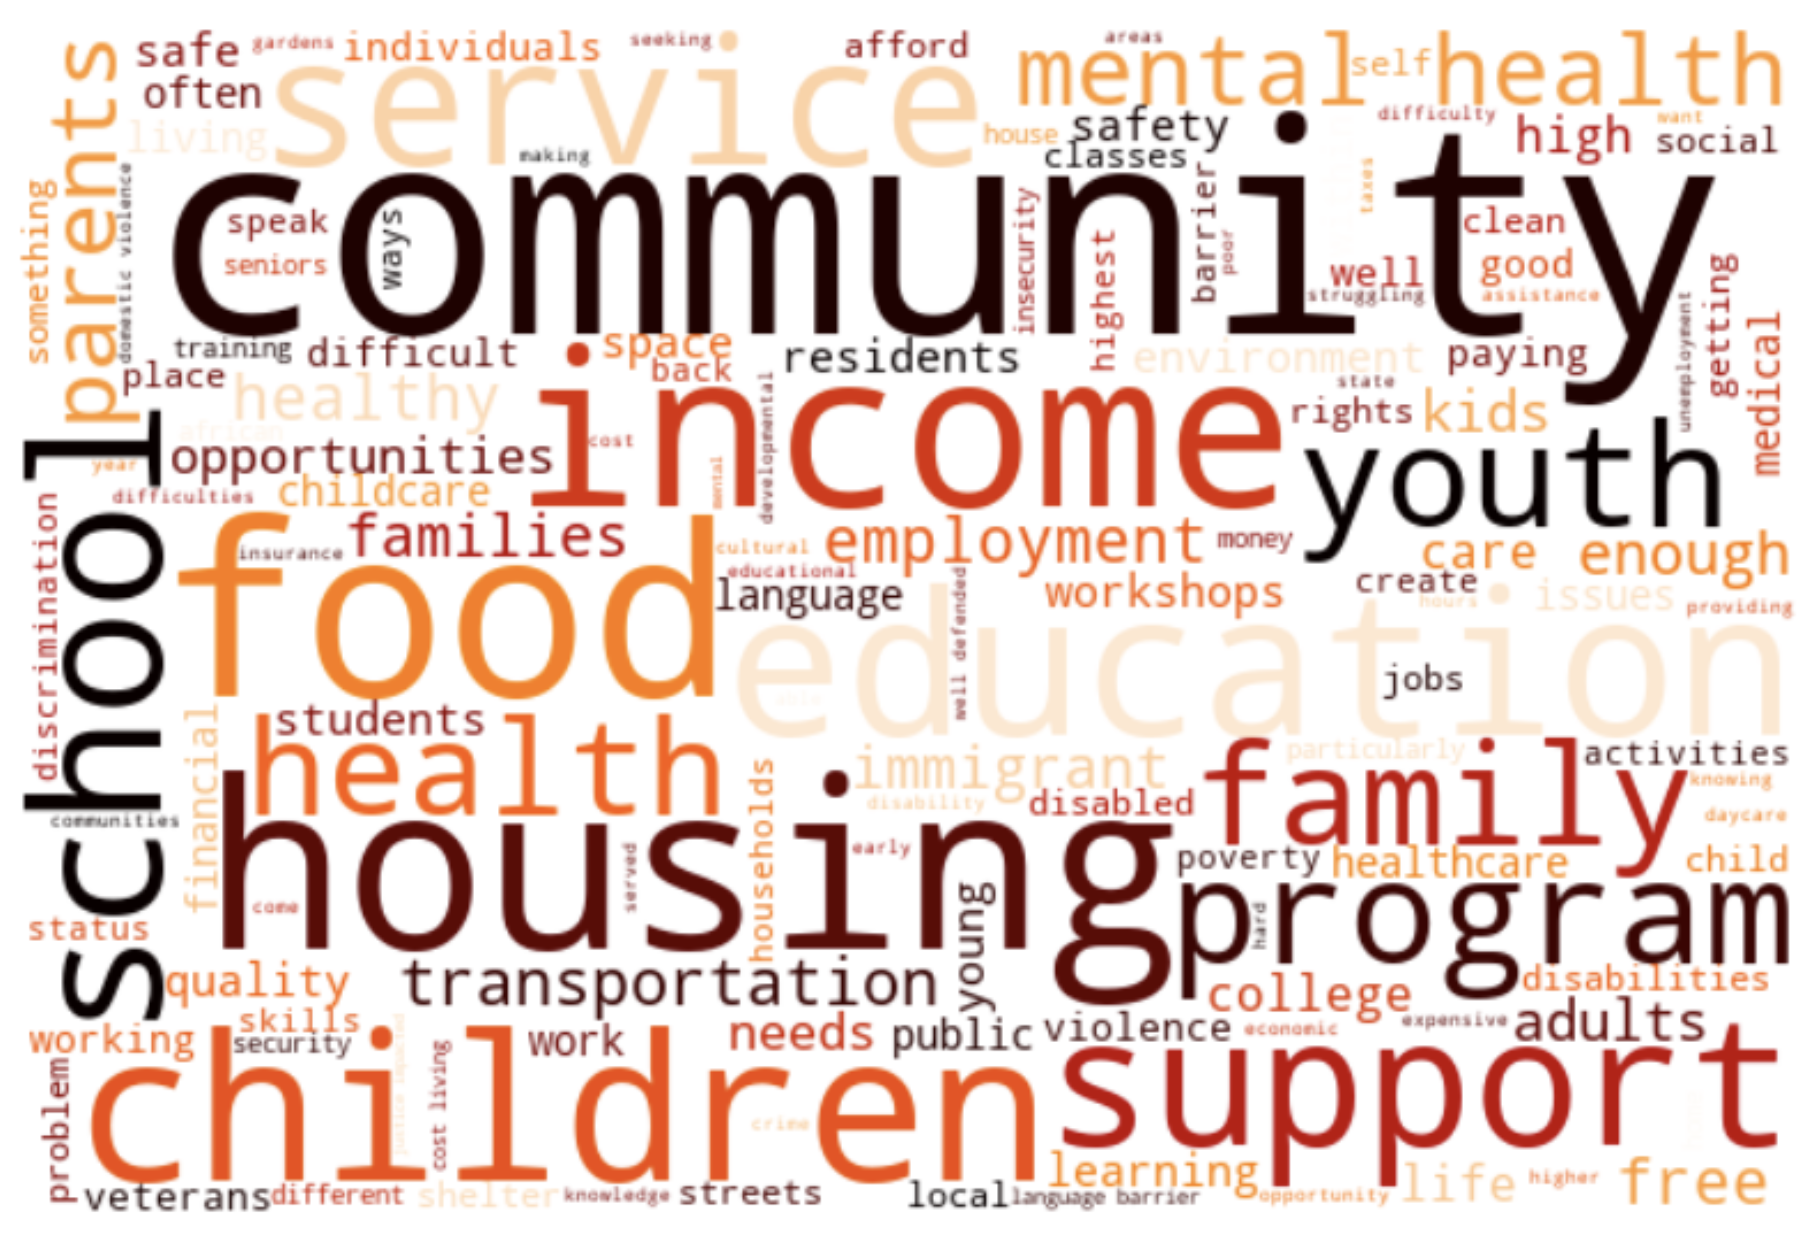 safe
gardens
individuals
seeking
afford
areas
mental health
self
often
service
living
making
house
safety
classes
difficulty
high
want
social
parents
something
domestic violence
community
speak
seniors
ways
insecurity
highest
barrier
poor
taxes
well
struggling
clean
good
assistance
getting
unemployment
medical
training
difficult
space
back
residents
environment
paying
place
healthy
african
income
developmental
state
rights
kids
school
year
opportunities
cost
mental
youth
difficulties
childcare
discrimination
insurance
families
cultural
employment
money
care
enough
food
educational
language
workshops
create
hours
issues
providing
education
well defended
jobs
students
financial
health
households
immigrant
disability
disabled
particularly
family
activities
knowing
daycare
communities
housing
served
early
come
poverty
healthcare
child
status
young
program
hard
quality
transportation
college
disabilities
working
skills
security
work
needs
public
violence
economic
expensive
adults
problem
children
justice impacted
cost living
crime
support
veterans
different
shelter
knowledge
streets
local
language barrier
learning
opportunity
life
higher
free